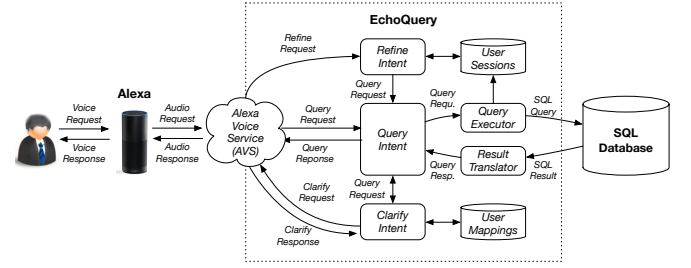 EchoQuery
Refine
Request
Refine
Intent
User
Sessions
Alexa
Voice
Request
Audio
Request
Query
Request
Query
Requ.
SQL
Query
Alexa
Voice
Service
(AVS)
Query
Request
Query
Intent
Query
Executor
Voice
Response
Audio
Response
Query
Reponse
Query
Resp.
Result
Translator
SQL
Result
SQL
Database
Clarify
Request
Query
Request
Clarify
Response
Clarify
Intent
User
Mappings